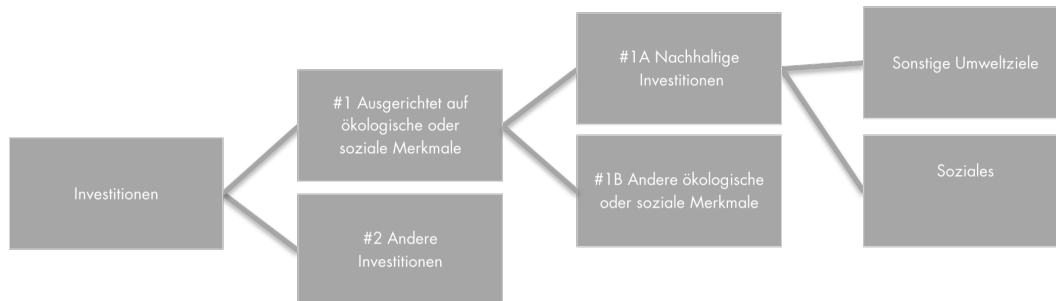 Investitionen
#1 Ausgerichtet auf
ökologische oder
soziale Merkmale
#2 Andere
Investitionen
#1A Nachhaltige
Investitionen
#1B Andere ökologische
oder soziale Merkmale
Sonstige Umweltziele
Soziales